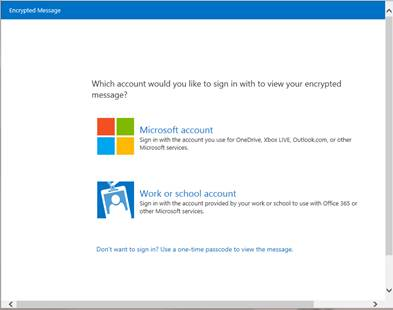 Encrypted Message
Which account would you like to sign in with to view your encrypted
message?
Microsoft account
Sign in with the account you use for OneDrive, Xbox LIVE, Outlook.com, or other
Microsoft services.
Work or school account
Sign in with the account provided by your work or school to use with Office 365 or
other Microsoft services.
Don't want to sign in? Use a one-time passcode to view the message.